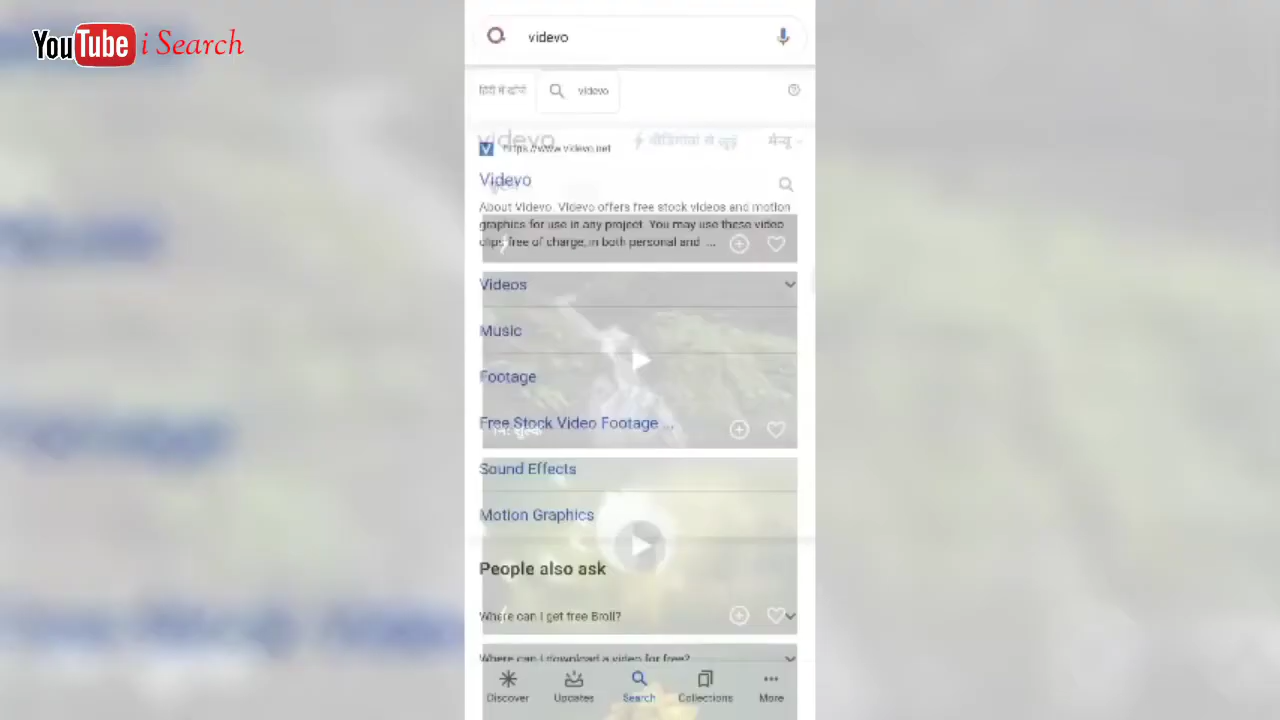 YouTube i Search
videvo
हिंदी में खोजें videvo
videvo वीडियोग्राफ़ से जुड़ें मेन्यू
https://www.videvo.net
Videvo
About Videvo. Videvo offers free stock videos and motion
graphics for use in any project. You may use these video
clips free of charge, in both personal and ...
Videos
Music
Footage
Free Stock Video Footage ...
Sound Effects
Motion Graphics
People also ask
Where can I get free Broll?
Where can I download a video for free?
Discover Updates Search Collections More